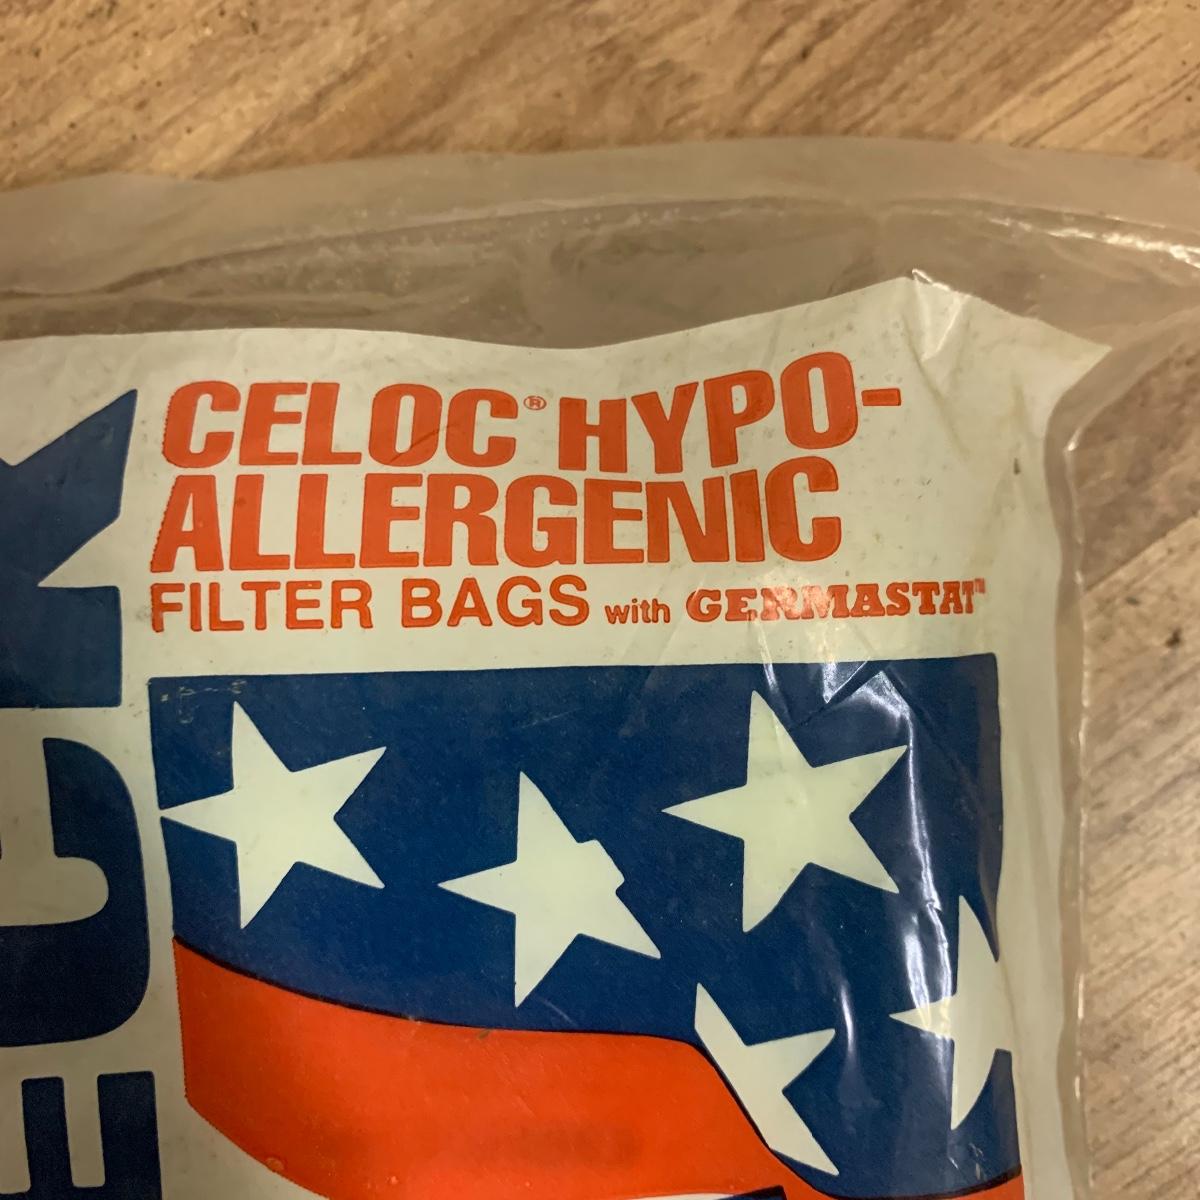 CELOC® HYPO-
ALLERGENIC
FILTER BAGS with GERMASTAT™